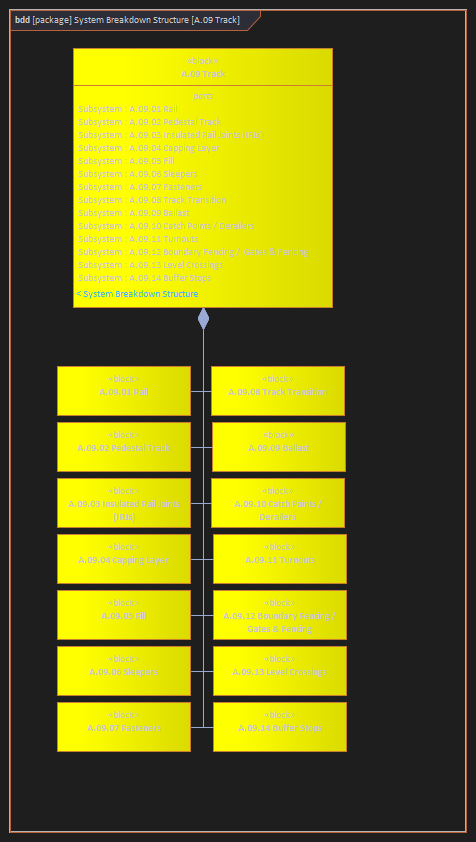 bdd [package] System Breakdown Structure [A.09 Track]
«block»
A.09 Track
parts
Subsystem : A.09.01 Rail
Subsystem : A.09.02 Pedestal Track
Subsystem : A.09.03 Insulated Rail Joints (IRJs)
Subsystem : A.09.04 Capping Layer
Subsystem : A.09.05 Fill
Subsystem : A.09.06 Sleepers
Subsystem : A.09.07 Fasteners
Subsystem : A.09.08 Track Transition
Subsystem : A.09.09 Ballast
Subsystem : A.09.10 Catch Points / Derailers
Subsystem : A.09.11 Turnouts
Subsystem : A.09.12 Boundary Fencing / Gates &
Subsystem : A.09.13 Level Crossings
Subsystem : A.09.14 Buffer Stops
< System Breakdown Structure
«block»
A.09.01 Rail
«block»
A.09.08 Track Transition
«block»
A.09.02 Pedestal Track
«block»
A.09.09 Ballast
«block»
A.09.03 Insulated Rail Joints
(IRJs)
«block»
A.09.10 Catch Points /
Derailers
«block»
A.09.04 Capping Layer
«block»
A.09.11 Turnouts
«block»
A.09.05 Fill
«block»
A.09.12 Boundary Fencing /
Gates &
«block»
A.09.06 Sleepers
«block»
A.09.13 Level Crossings
«block»
A.09.07 Fasteners
«block»
A.09.14 Buffer Stops